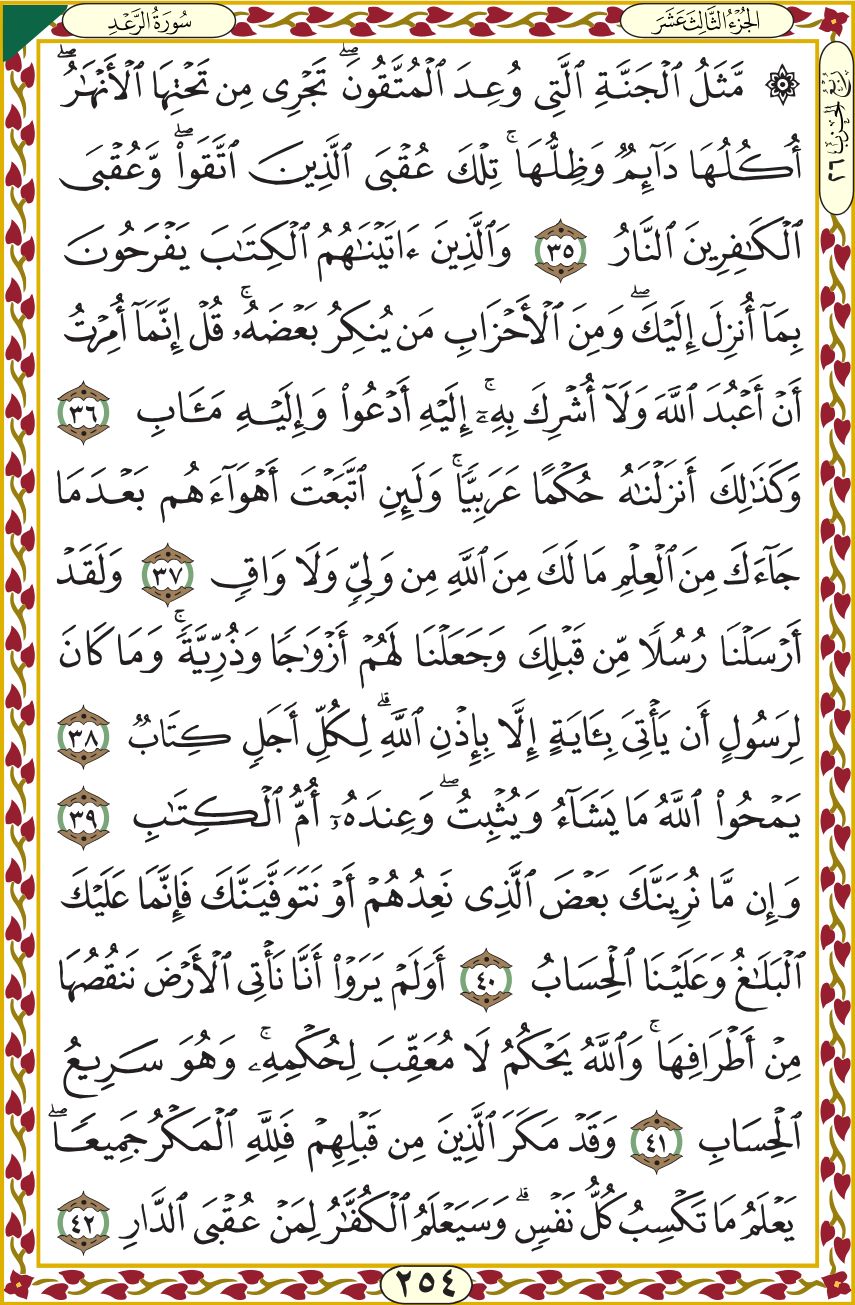 الجُزْءُ الثَّالِثَ عَشَرَ
سُورَةُ الرَّعْدِ
رُبْعُ الحِزْبِ ٢٦
۞ مَّثَلُ ٱلْجَنَّةِ ٱلَّتِى وُعِدَ ٱلْمُتَّقُونَۖ تَجْرِى مِن تَحْتِهَا ٱلْأَنْهَٰرُۖ
أُكُلُهَا دَآئِمٌ وَظِلُّهَاۚ تِلْكَ عُقْبَى ٱلَّذِينَ ٱتَّقَوا۟ۖ وَّعُقْبَى
ٱلْكَٰفِرِينَ ٱلنَّارُ ٣٥ وَٱلَّذِينَ ءَاتَيْنَٰهُمُ ٱلْكِتَٰبَ يَفْرَحُونَ
بِمَآ أُنزِلَ إِلَيْكَۖ وَمِنَ ٱلْأَحْزَابِ مَن يُنكِرُ بَعْضَهُۥۚ قُلْ إِنَّمَآ أُمِرْتُ
أَنْ أَعْبُدَ ٱللَّهَ وَلَآ أُشْرِكَ بِهِۦٓۚ إِلَيْهِ أَدْعُوا۟ وَإِلَيْهِ مَـَٔابِ ٣٦
وَكَذَٰلِكَ أَنزَلْنَٰهُ حُكْمًا عَرَبِيًّاۚ وَلَئِنِ ٱتَّبَعْتَ أَهْوَآءَهُم بَعْدَمَا
جَآءَكَ مِنَ ٱلْعِلْمِ مَا لَكَ مِنَ ٱللَّهِ مِن وَلِىٍّ وَلَا وَاقٍ ٣٧ وَلَقَدْ
أَرْسَلْنَا رُسُلًا مِّن قَبْلِكَ وَجَعَلْنَا لَهُمْ أَزْوَٰجًا وَذُرِّيَّةًۚ وَمَا كَانَ
لِرَسُولٍ أَن يَأْتِىَ بِـَٔايَةٍ إِلَّا بِإِذْنِ ٱللَّهِۗ لِكُلِّ أَجَلٍ كِتَابٌ ٣٨
يَمْحُوا۟ ٱللَّهُ مَا يَشَآءُ وَيُثْبِتُۖ وَعِندَهُۥٓ أُمُّ ٱلْكِتَٰبِ ٣٩
وَإِن مَّا نُرِيَنَّكَ بَعْضَ ٱلَّذِى نَعِدُهُمْ أَوْ نَتَوَفَّيَنَّكَ فَإِنَّمَا عَلَيْكَ
ٱلْبَلَٰغُ وَعَلَيْنَا ٱلْحِسَابُ ٤٠ أَوَلَمْ يَرَوْا۟ أَنَّا نَأْتِى ٱلْأَرْضَ نَنقُصُهَا
مِنْ أَطْرَافِهَاۚ وَٱللَّهُ يَحْكُمُ لَا مُعَقِّبَ لِحُكْمِهِۦۚ وَهُوَ سَرِيعُ
ٱلْحِسَابِ ٤١ وَقَدْ مَكَرَ ٱلَّذِينَ مِن قَبْلِهِمْ فَلِلَّهِ ٱلْمَكْرُ جَمِيعًاۖ
يَعْلَمُ مَا تَكْسِبُ كُلُّ نَفْسٍۗ وَسَيَعْلَمُ ٱلْكُفَّٰرُ لِمَنْ عُقْبَى ٱلدَّارِ ٤٢
٢٥٤